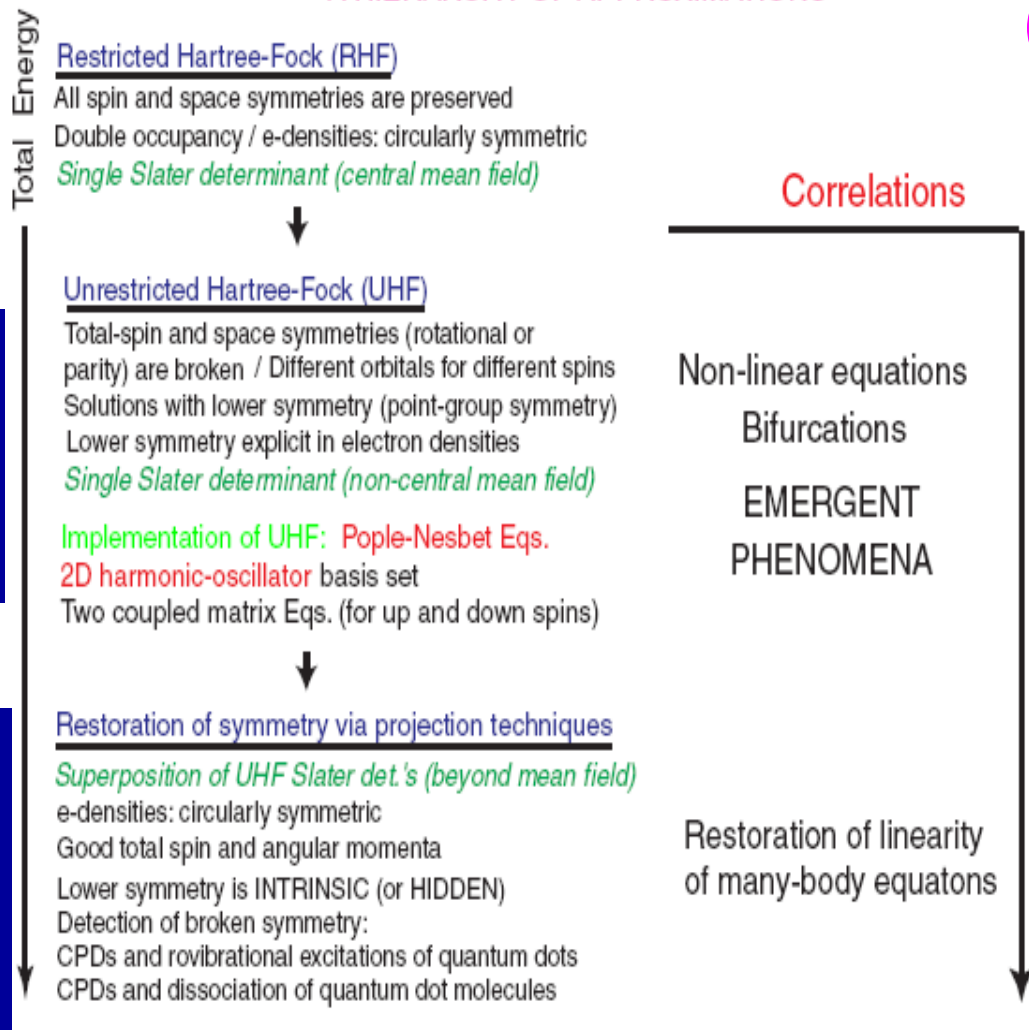 Total Energy
Restricted Hartree-Fock (RHF)
All spin and space symmetries are preserved
Double occupancy / e-densities: circularly symmetric
Single Slater determinant (central mean field)
Unrestricted Hartree-Fock (UHF)
Total-spin and space symmetries (rotational or
parity) are broken / Different orbitals for different spins
Solutions with lower symmetry (point-group symmetry)
Lower symmetry explicit in electron densities
Single Slater determinant (non-central mean field)
Implementation of UHF: Pople-Nesbet Eqs.
2D harmonic-oscillator basis set
Two coupled matrix Eqs. (for up and down spins)
Restoration of symmetry via projection techniques
Superposition of UHF Slater det.'s (beyond mean field)
e-densities: circularly symmetric
Good total spin and angular momenta
Lower symmetry is INTRINSIC (or HIDDEN)
Detection of broken symmetry:
CPDs and rovibrational excitations of quantum dots
CPDs and dissociation of quantum dot molecules
Correlations
Non-linear equations
Bifurcations
EMERGENT
PHENOMENA
Restoration of linearity
of many-body equatons